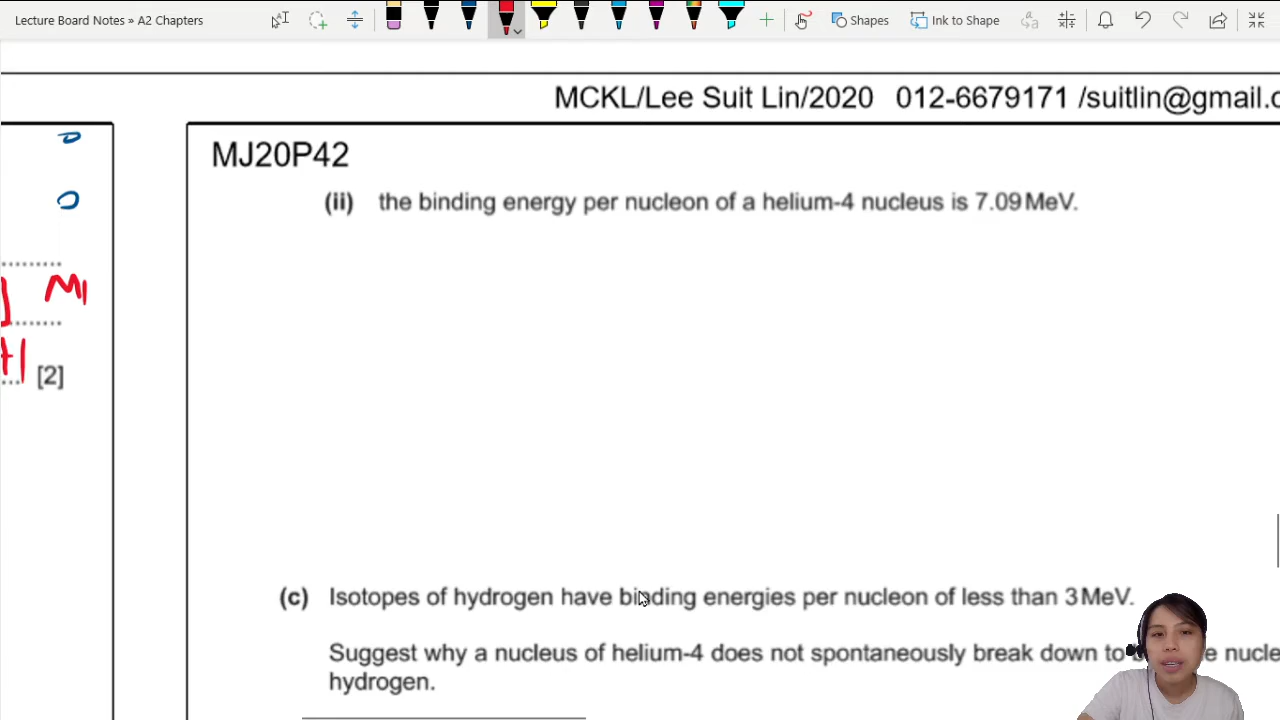 Lecture Board Notes » A2 Chapters
Shapes
Ink to Shape
MCKL/Lee Suit Lin/2020 012-6679171 /suitlin@gmail.c
MJ20P42
(ii) the binding energy per nucleon of a helium-4 nucleus is 7.09 MeV.
M1
[2]
(c) Isotopes of hydrogen have binding energies per nucleon of less than 3 MeV.
Suggest why a nucleus of helium-4 does not spontaneously break down to nucle
hydrogen.